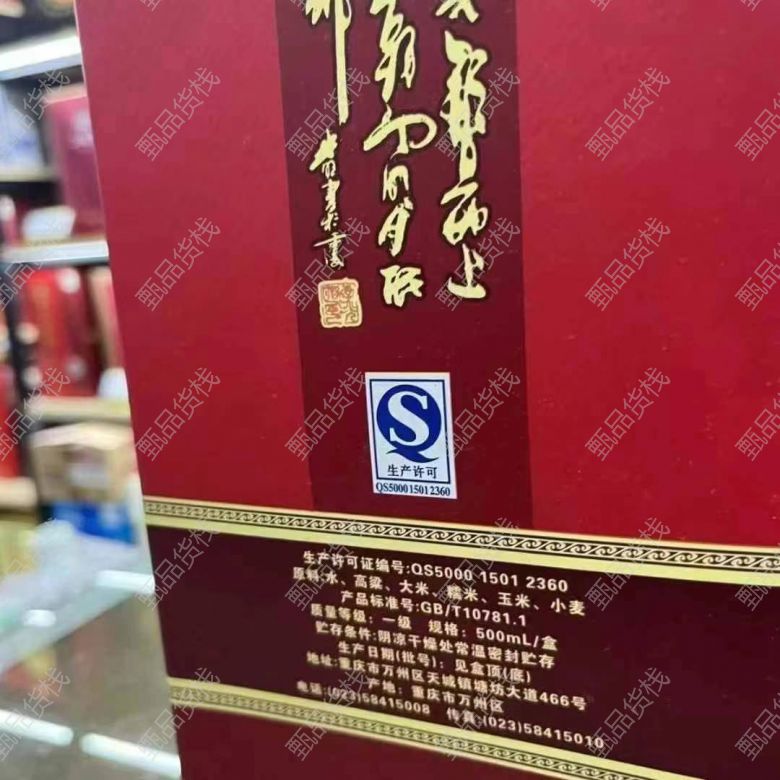 生产许可
QS500015012360
生产许可证编号:QS5000 1501 2360
原料:水、高粱、大米、糯米、玉米、小麦
产品标准号:GB/T10781.1
质量等级:一级 规格:500mL/盒
贮存条件:阴凉干燥处常温密封贮存
生产日期(批号):见盒顶(底)
地址:重庆市万州区天城镇塘坊大道466号
产地:重庆市万州区
电话:(023)58415008 传真:(023)58415010
甄品货栈